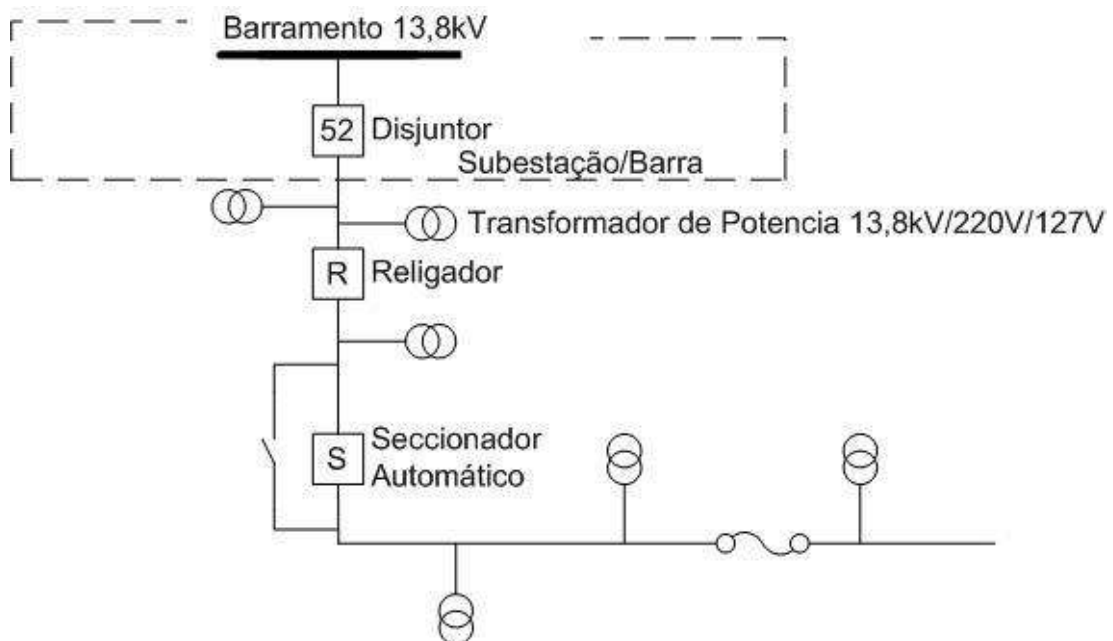 Barramento 13,8kV
52 Disjuntor
Subestação/Barra
Transformador de Potencia 13,8kV/220V/127V
R Religador
S Seccionador
Automático